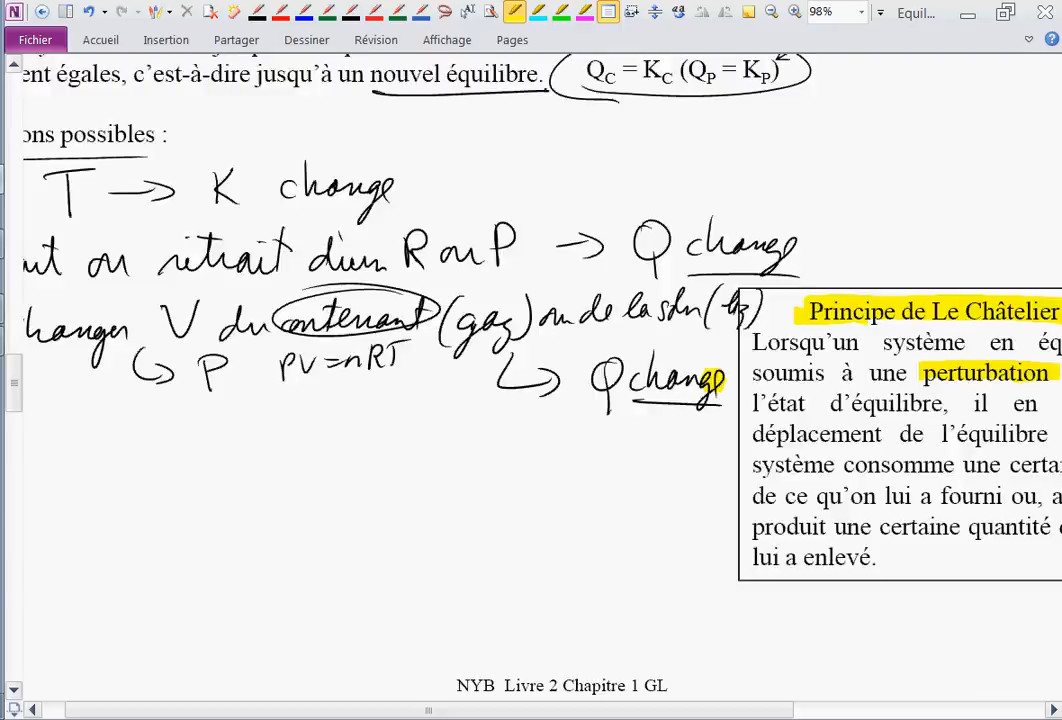 98% Equil...
Fichier Accueil Insertion Partager Dessiner Révision Affichage Pages
ent égales, c'est-à-dire jusqu'à un nouvel équilibre. Q_C = K_C (Q_P = K_P)
ons possibles :
T → K change
out ou retrait d'un R ou P → Q change
changer V du contenant (gaz) ou de la soln (liq)
↳ P PV=nRT ↳ Q change
Principe de Le Châtelier
Lorsqu'un système en éq
soumis à une perturbation
l'état d'équilibre, il en
déplacement de l'équilibre
système consomme une certa
de ce qu'on lui a fourni ou, a
produit une certaine quantité d
lui a enlevé.
NYB Livre 2 Chapitre 1 GL